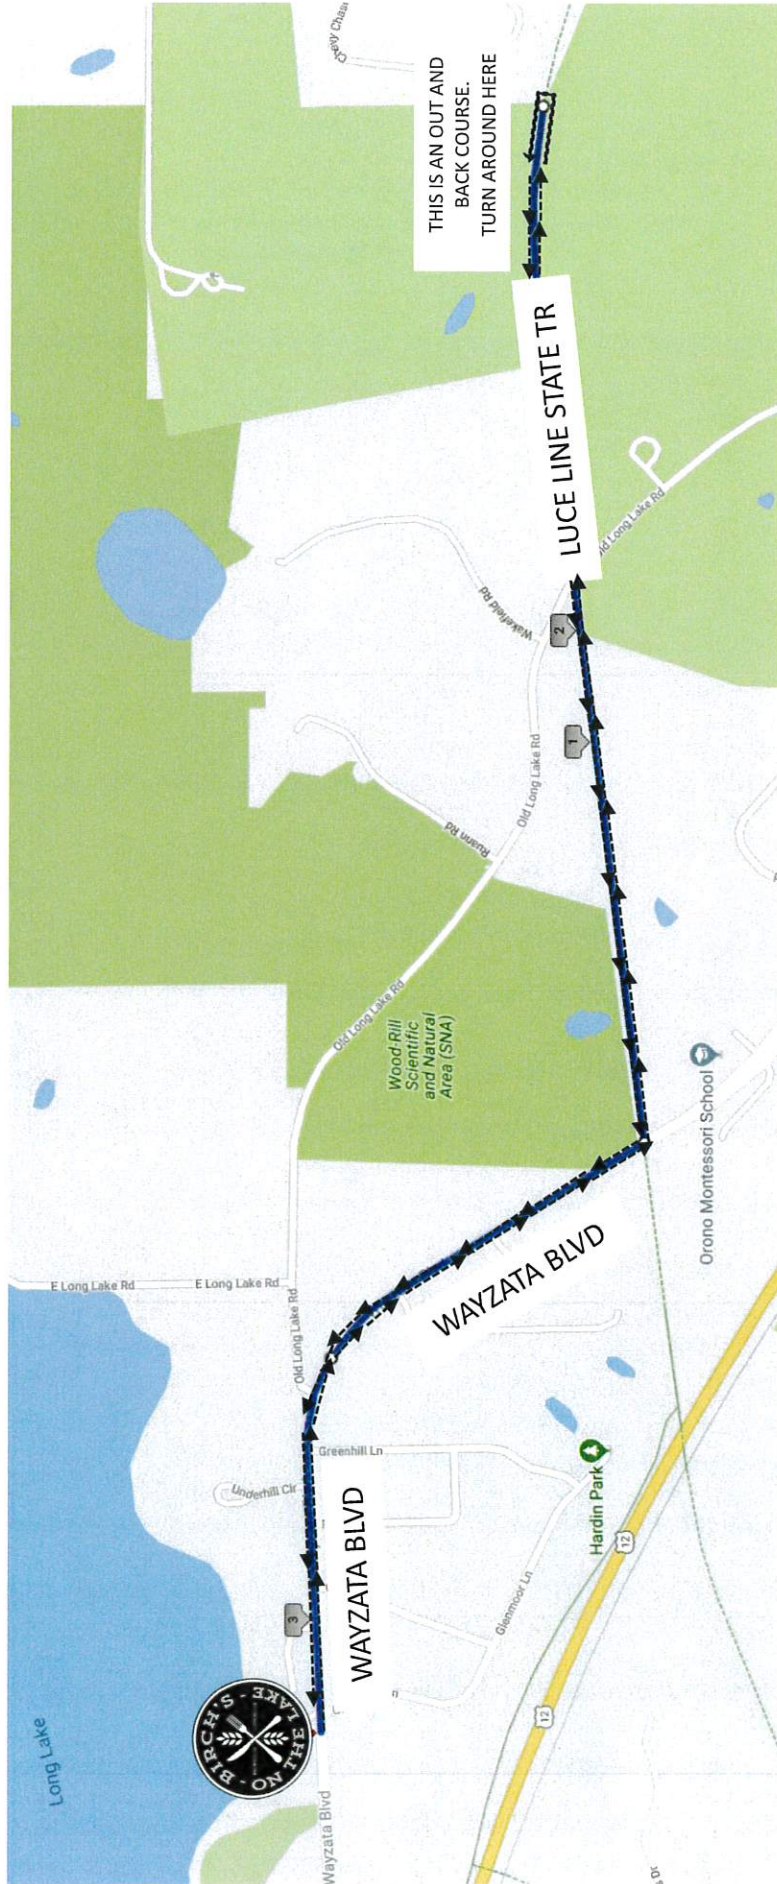 Long Lake
BIRCH'S
ON THE LAKE
Wayzata Blvd
3
WAYZATA BLVD
Underhill Cir
Greenhill Ln
Glenmoor Ln
12
12
Hardin Park
E Long Lake Rd
E Long Lake Rd
Old Long Lake Rd
WAYZATA BLVD
Orono Montessori School
Wood-Rill
Scientific
and Natural
Area (SNA)
Old Long Lake Rd
Ruann Rd
Old Long Lake Rd
1
2
Wakefield Rd
ld Long Lake Rd
LUCE LINE STATE TR
THIS IS AN OUT AND
BACK COURSE.
TURN AROUND HERE
Dr